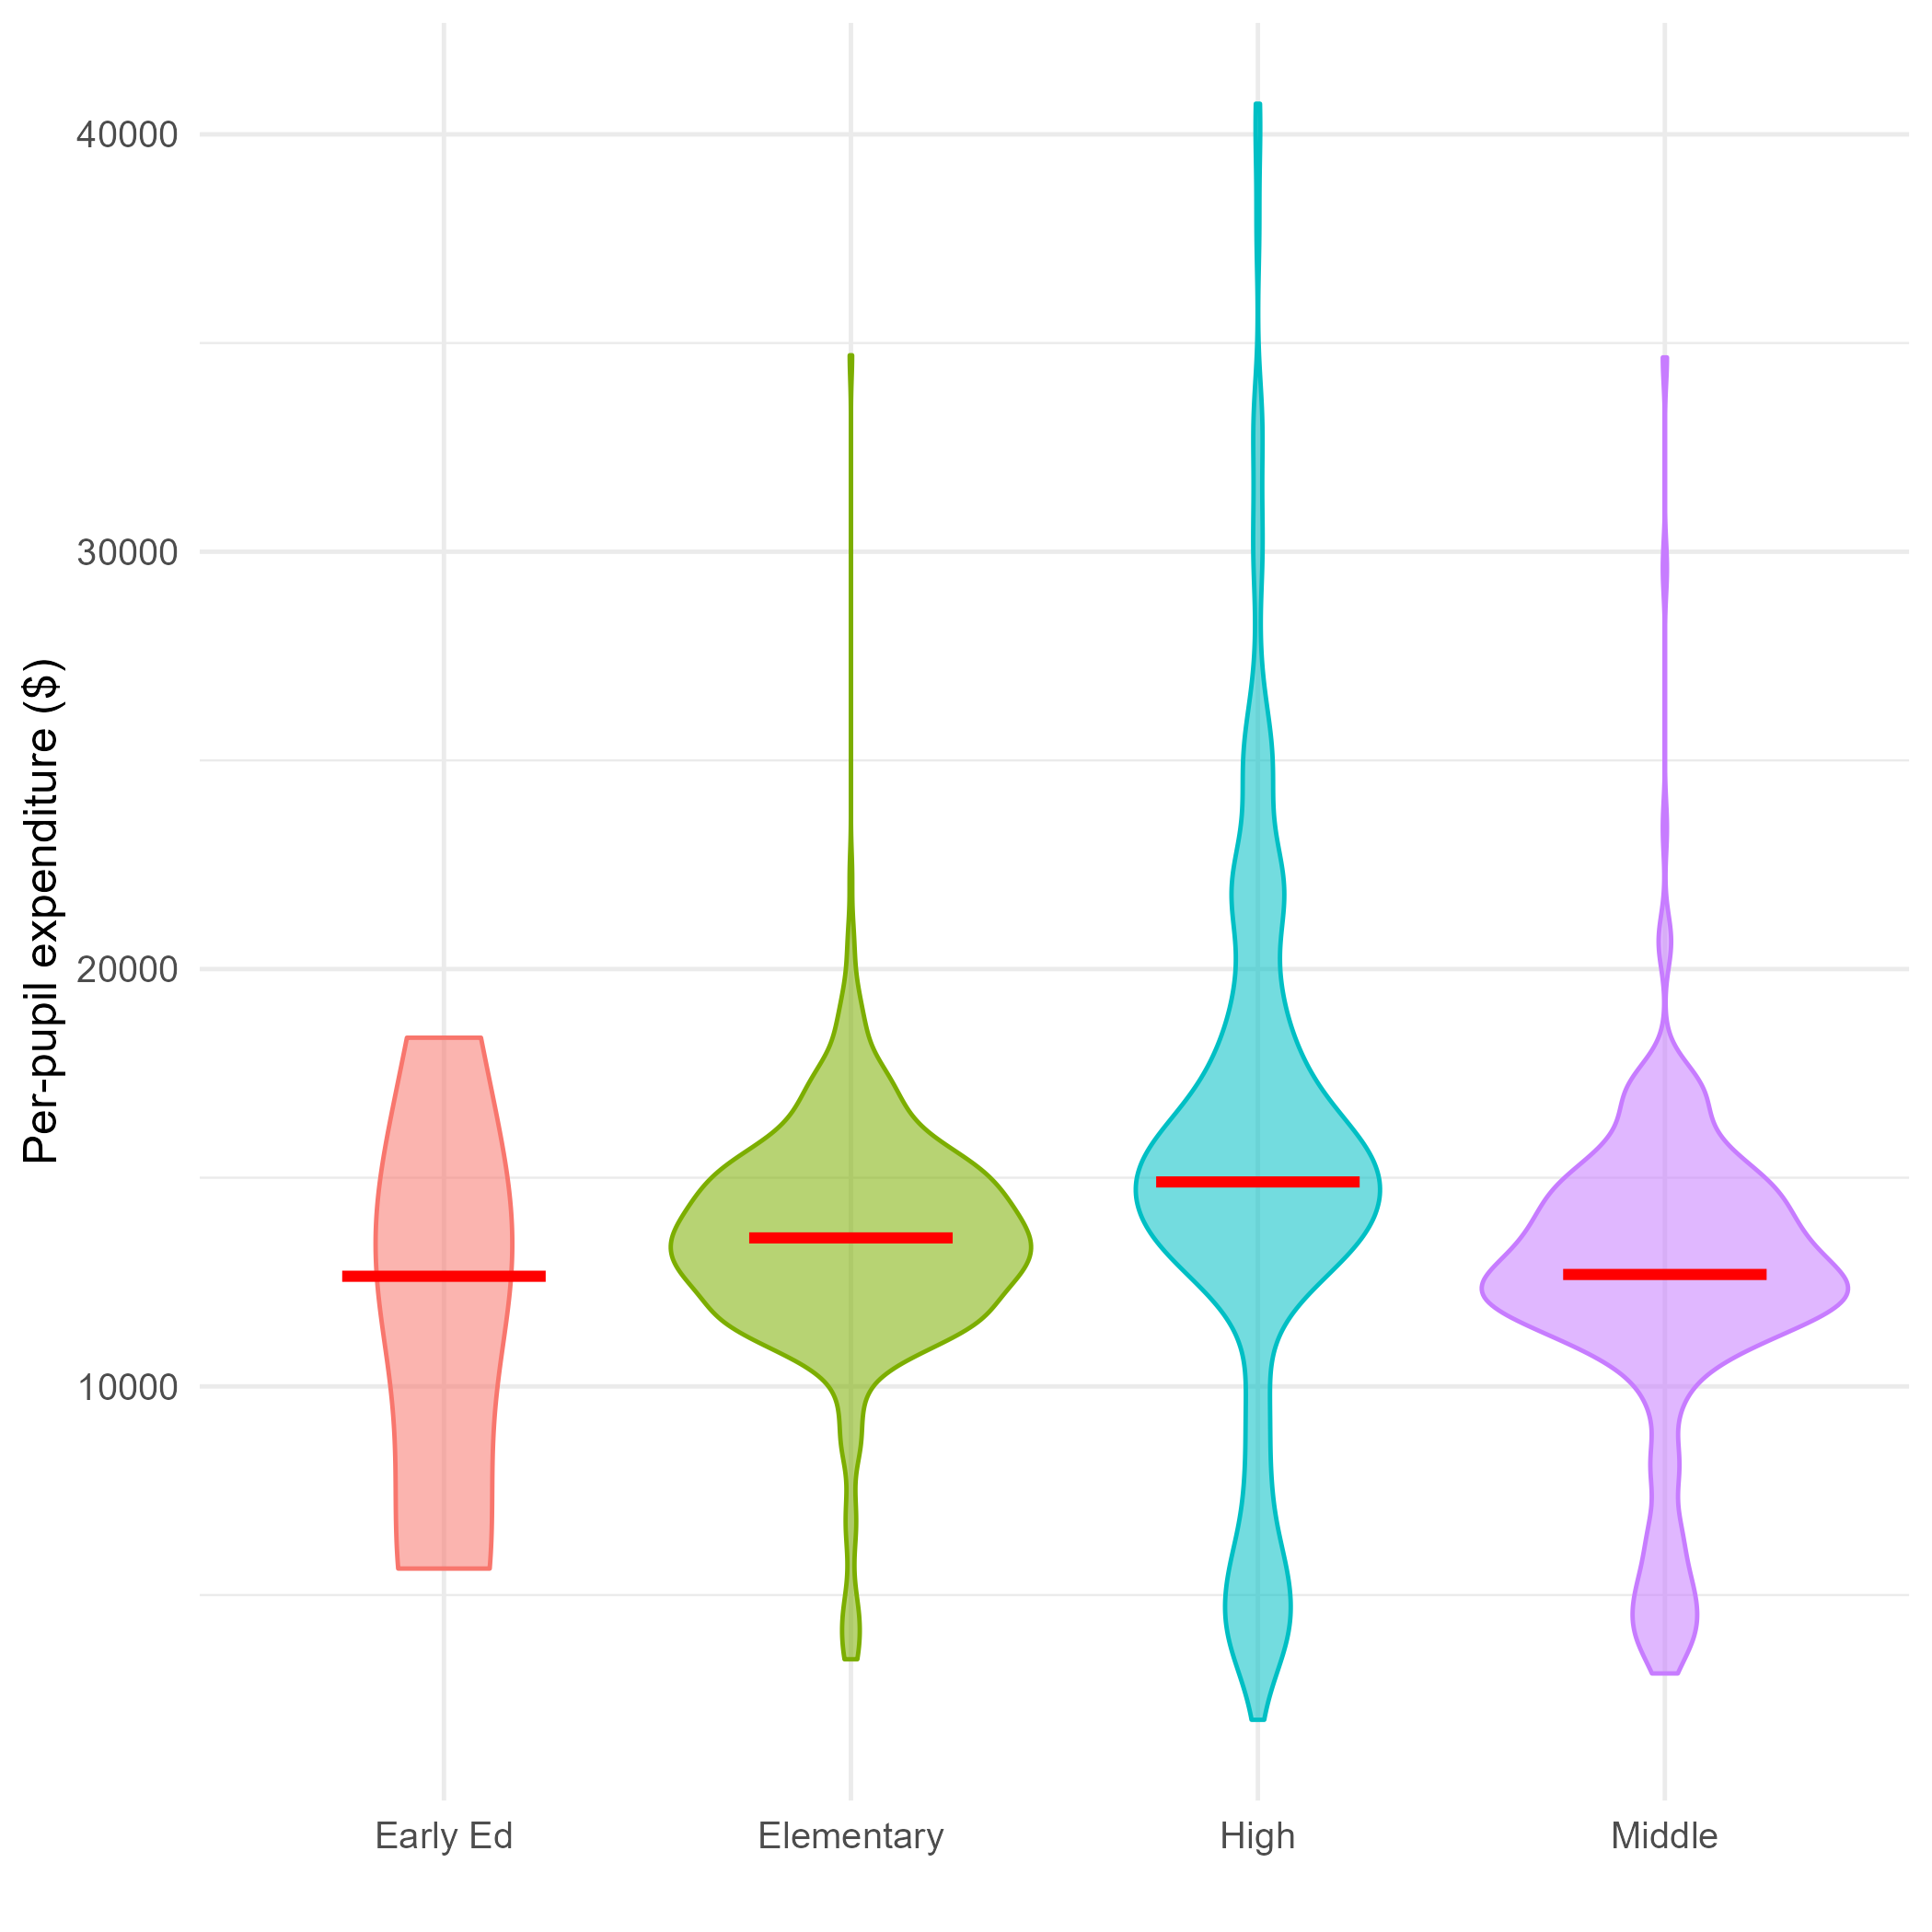 Per-pupil expenditure ($)
40000
30000
20000
10000
Early Ed
Elementary
High
Middle